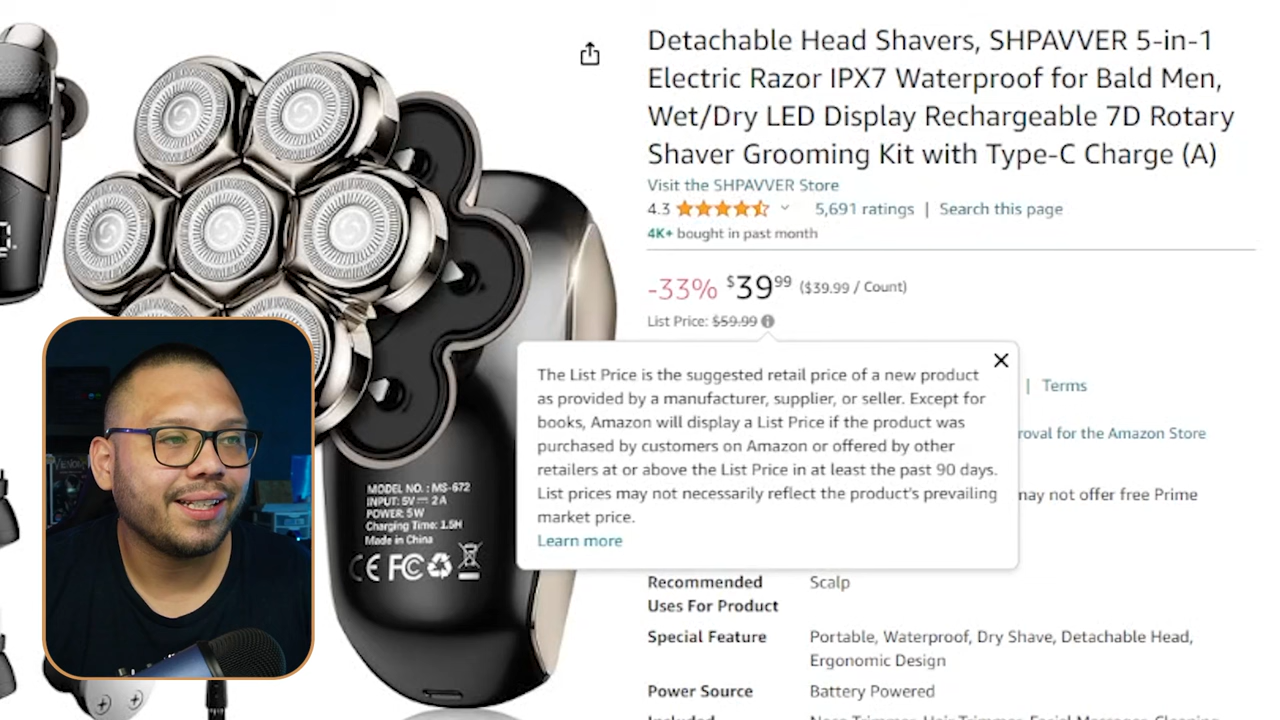 Detachable Head Shavers, SHPAVVER 5-in-1
Electric Razor IPX7 Waterproof for Bald Men,
Wet/Dry LED Display Rechargeable 7D Rotary
Shaver Grooming Kit with Type-C Charge (A)
Visit the SHPAVVER Store
4.3
5,691 ratings | Search this page
4K+ bought in past month
-33% $39.99 ($39.99 / Count)
List Price: $59.99
The List Price is the suggested retail price of a new product
as provided by a manufacturer, supplier, or seller. Except for
books, Amazon will display a List Price if the product was
purchased by customers on Amazon or offered by other
retailers at or above the List Price in at least the past 90 days.
List prices may not necessarily reflect the product's prevailing
market price.
Learn more
| Terms
roval for the Amazon Store
may not offer free Prime
MODEL NO.: MS-672
INPUT: 5V⎓2A
POWER: 5W
Charging Time: 1.5H
Made in China
CE FC
Recommended
Uses For Product
Scalp
Special Feature
Portable, Waterproof, Dry Shave, Detachable Head,
Ergonomic Design
Power Source
Battery Powered